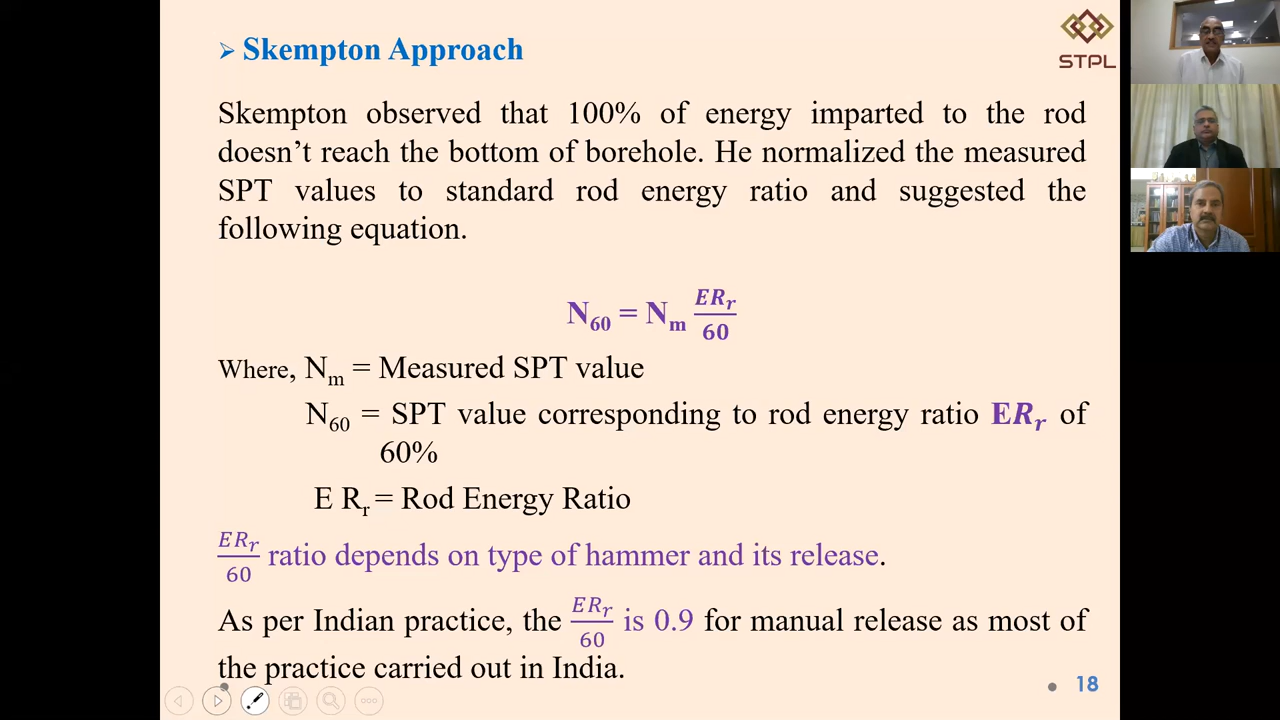 ➢ Skempton Approach
STPL
Skempton observed that 100% of energy imparted to the rod
doesn't reach the bottom of borehole. He normalized the measured
SPT values to standard rod energy ratio and suggested the
following equation.
N₆₀ = Nₘ ERᵣ/60
Where, Nₘ = Measured SPT value
N₆₀ = SPT value corresponding to rod energy ratio ERᵣ of
60%
E Rᵣ = Rod Energy Ratio
ERᵣ/60 ratio depends on type of hammer and its release.
As per Indian practice, the ERᵣ/60 is 0.9 for manual release as most of
the practice carried out in India.
18